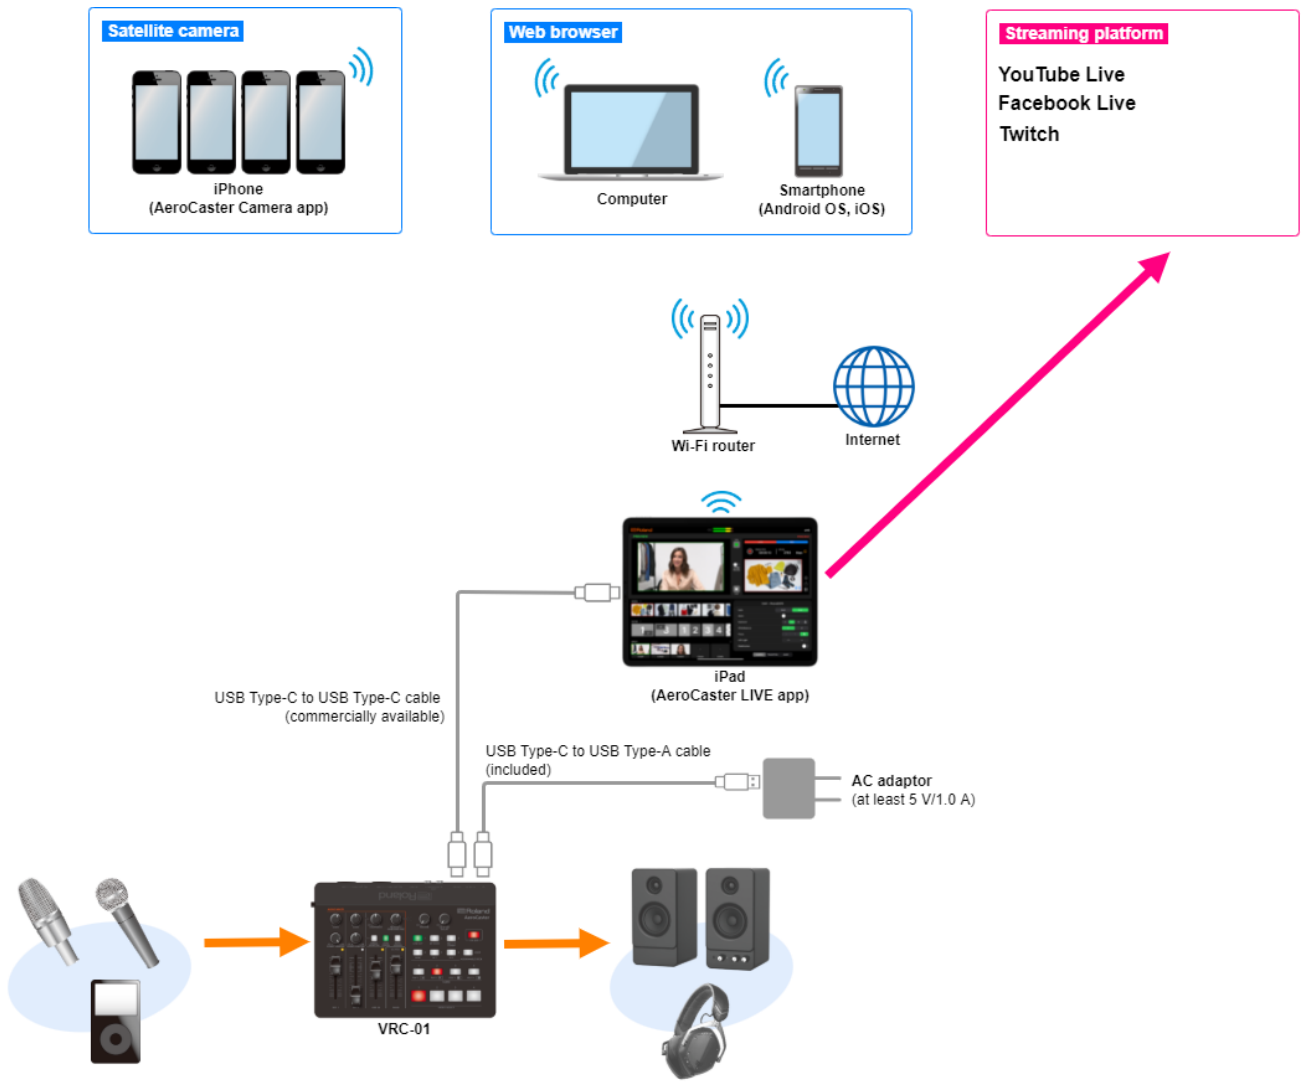 Satellite camera
iPhone
(AeroCaster Camera app)
Web browser
Computer
Smartphone
(Android OS, iOS)
Streaming platform
YouTube Live
Facebook Live
Twitch
Wi-Fi router
Internet
iPad
(AeroCaster LIVE app)
USB Type-C to USB Type-C cable
(commercially available)
USB Type-C to USB Type-A cable
(included)
AC adaptor
(at least 5 V/1.0 A)
Roland
Roland
VRC-01